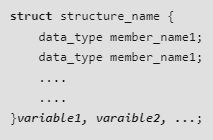 struct structure_name {
    data_type member_name1;
    data_type member_name1;
    ....
    ....
}variable1, varaible2, ...;